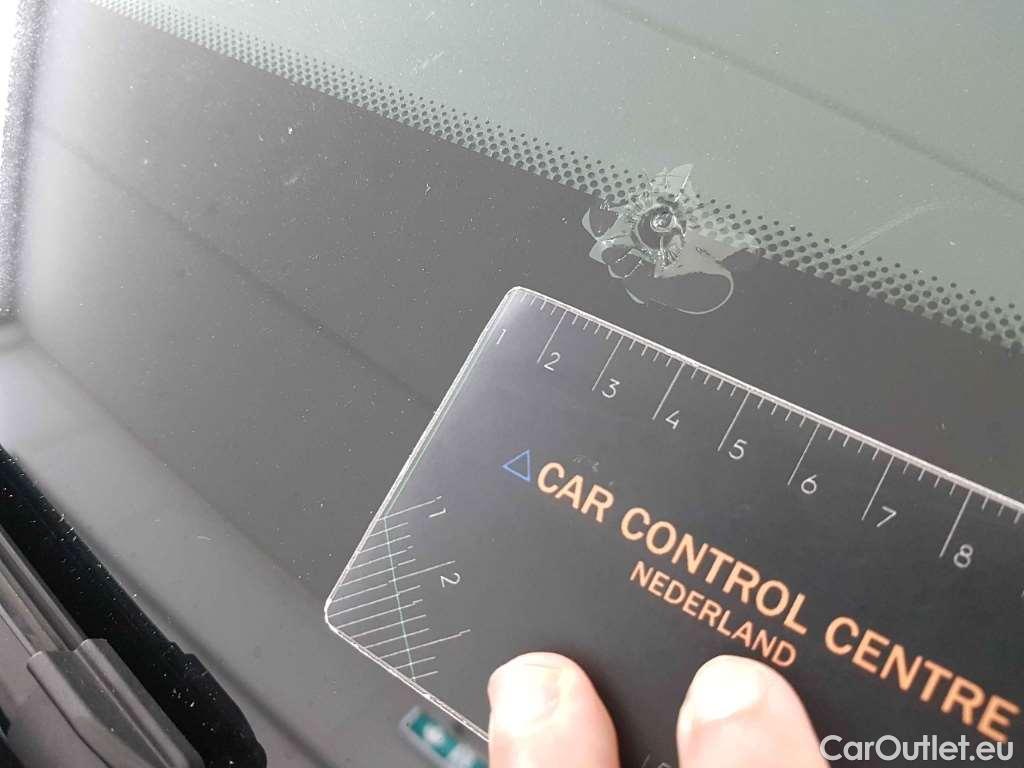 1 2 3 4 5 6 7 8
CAR CONTROL CENTRE
NEDERLAND
1
2
CarOutlet.eu